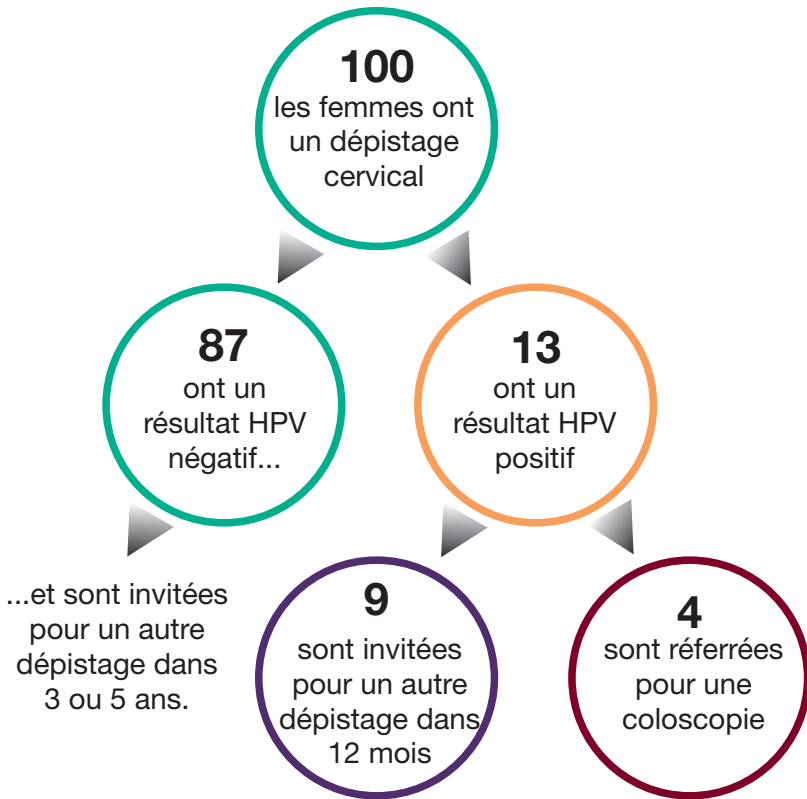 100
les femmes ont
un dépistage
cervical
87
ont un
résultat HPV
négatif...
13
ont un
résultat HPV
positif
...et sont invitées
pour un autre
dépistage dans
3 ou 5 ans.
9
sont invitées
pour un autre
dépistage dans
12 mois
4
sont réferrées
pour une
coloscopie